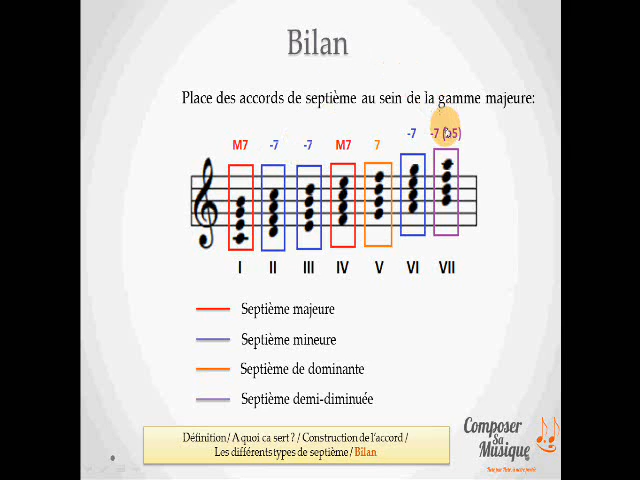 Bilan
Place des accords de septième au sein de la gamme majeure:
M7 -7 -7 M7 7 -7 -7 (b5)
I II III IV V VI VII
Septième majeure
Septième mineure
Septième de dominante
Septième demi-diminuée
Définition / A quoi ca sert ? / Construction de l'accord /
Les différents types de septième / Bilan
Composer
Sa
Musique